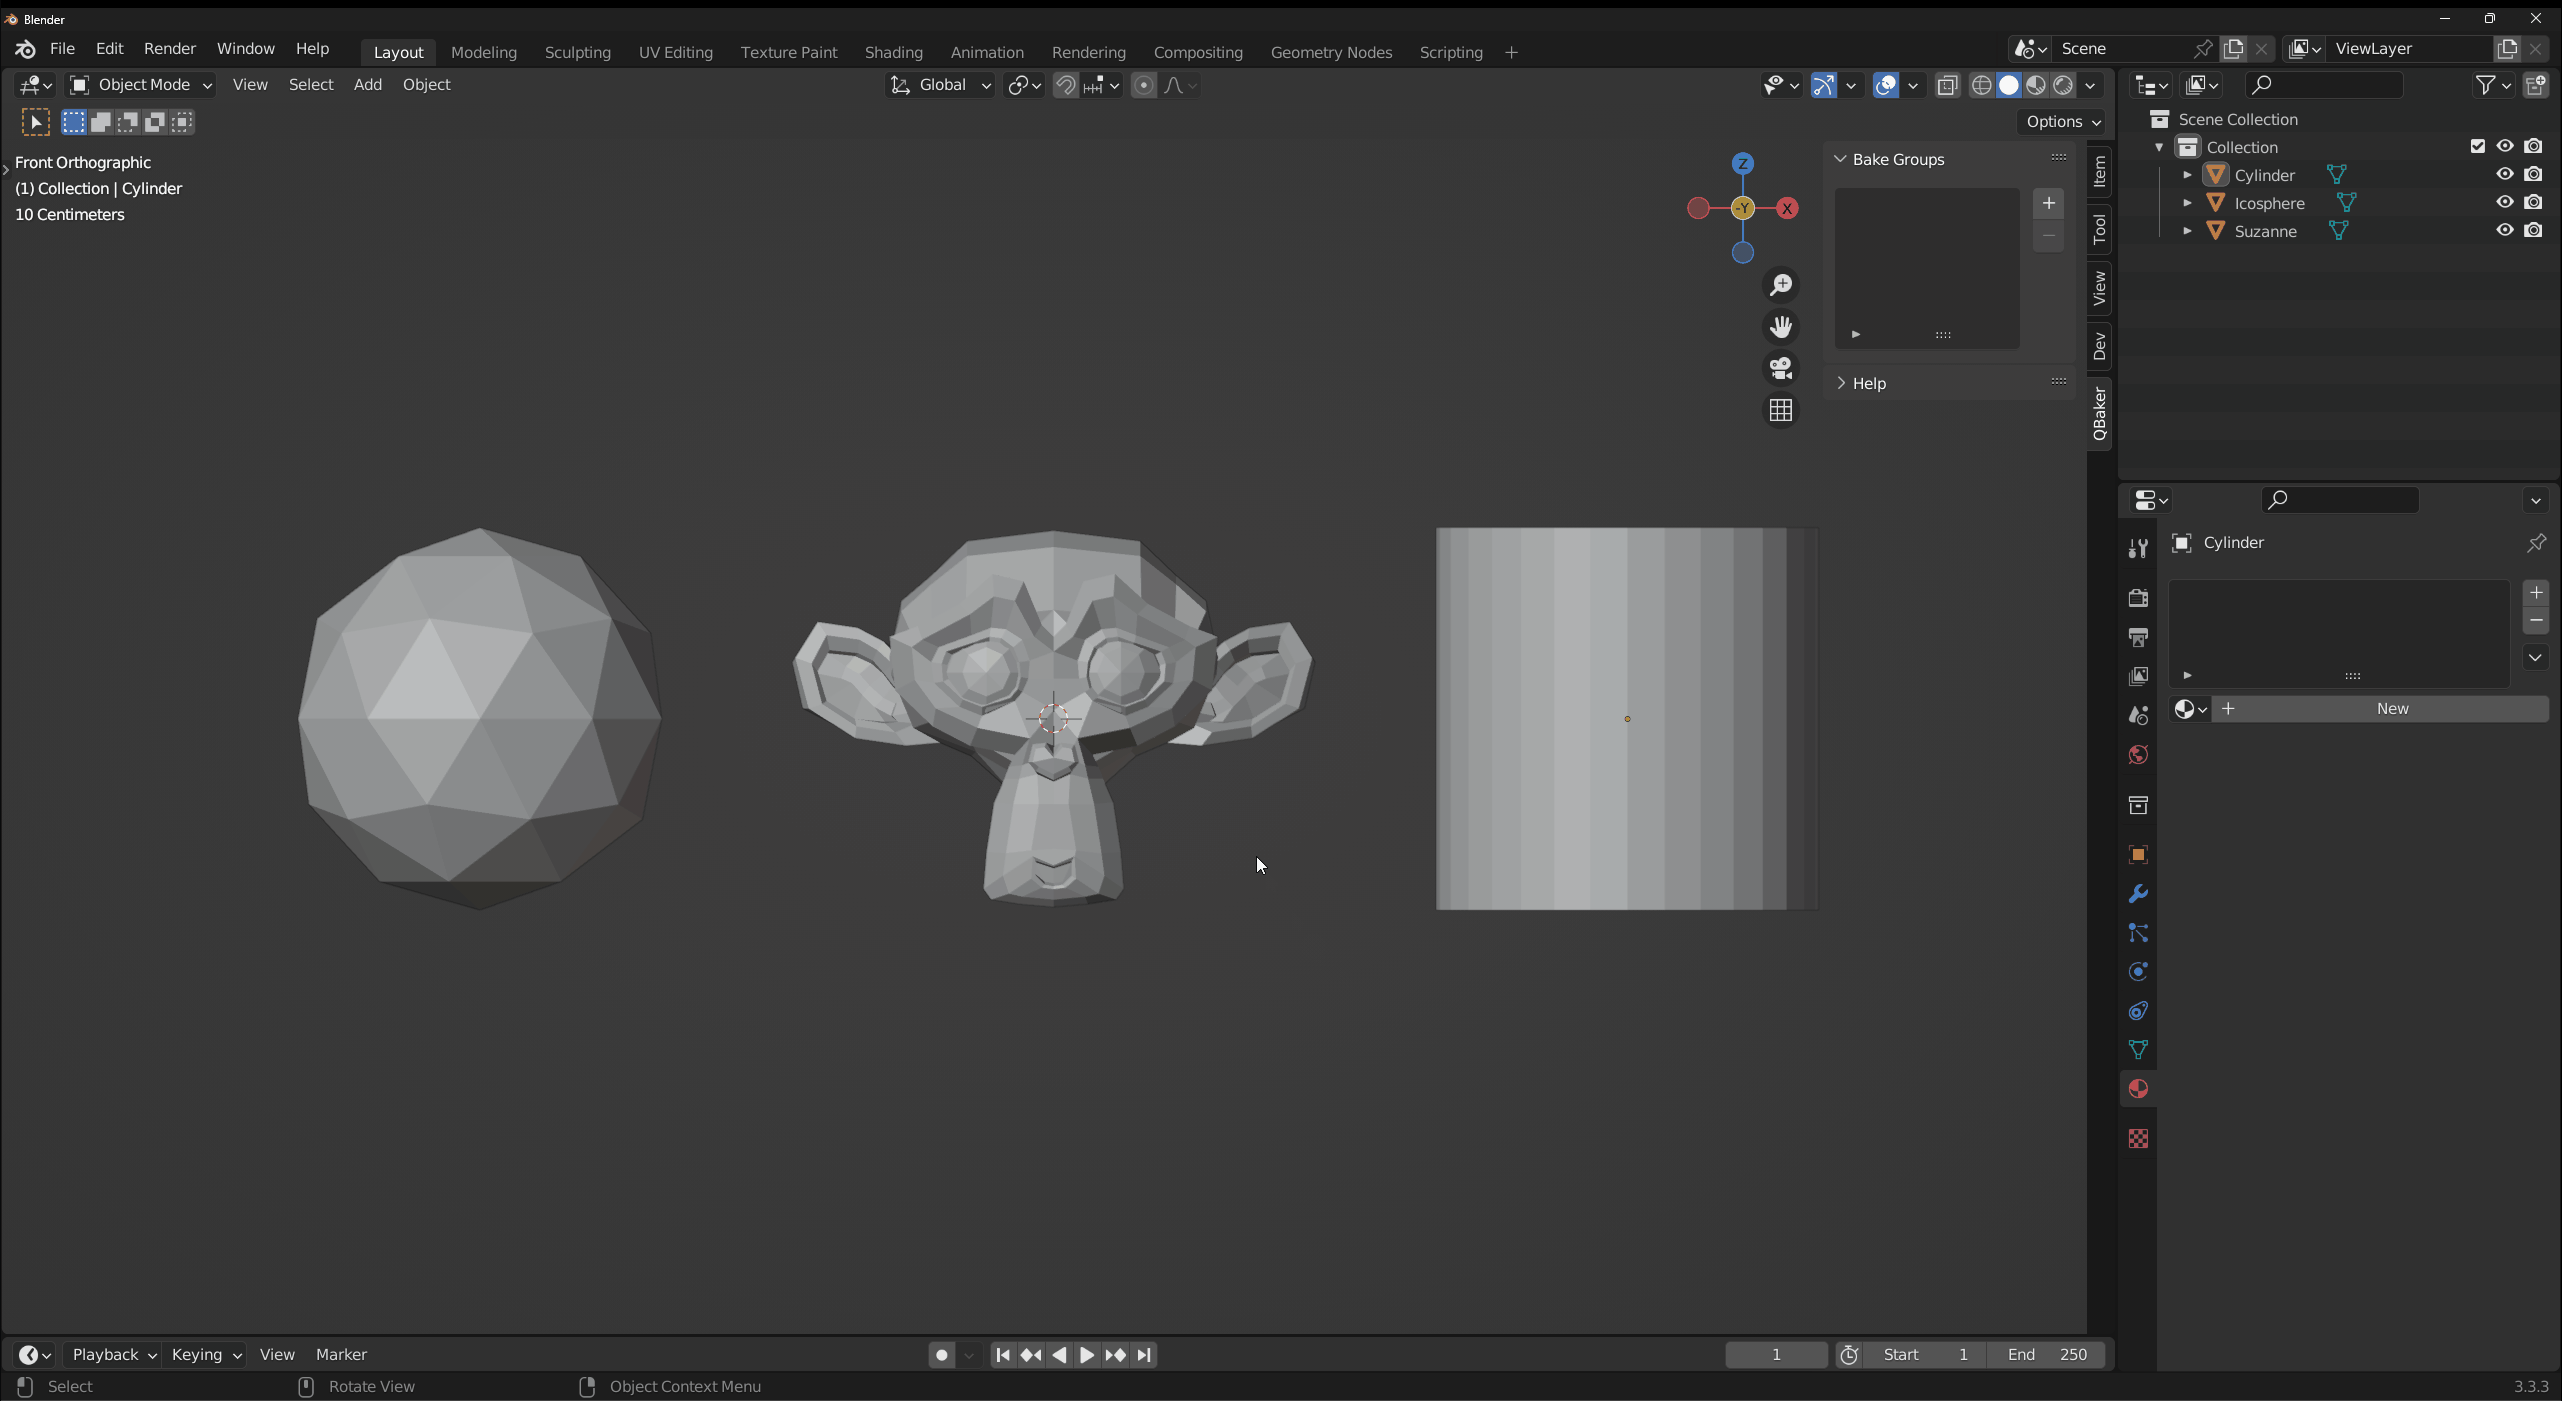 Blender
File Edit Render Window Help Layout Modeling Sculpting UV Editing Texture Paint Shading Animation Rendering Compositing Geometry Nodes Scripting + Scene ViewLayer
Object Mode View Select Add Object Global
Options
Front Orthographic
(1) Collection | Cylinder
10 Centimeters
Z
-Y X
Bake Groups
+
−
Help
Item
Tool
View
Dev
QBaker
Scene Collection
Collection
Cylinder
Icosphere
Suzanne
Cylinder
+
−
+ New
Playback Keying View Marker 1 Start 1 End 250
Select Rotate View Object Context Menu 3.3.3